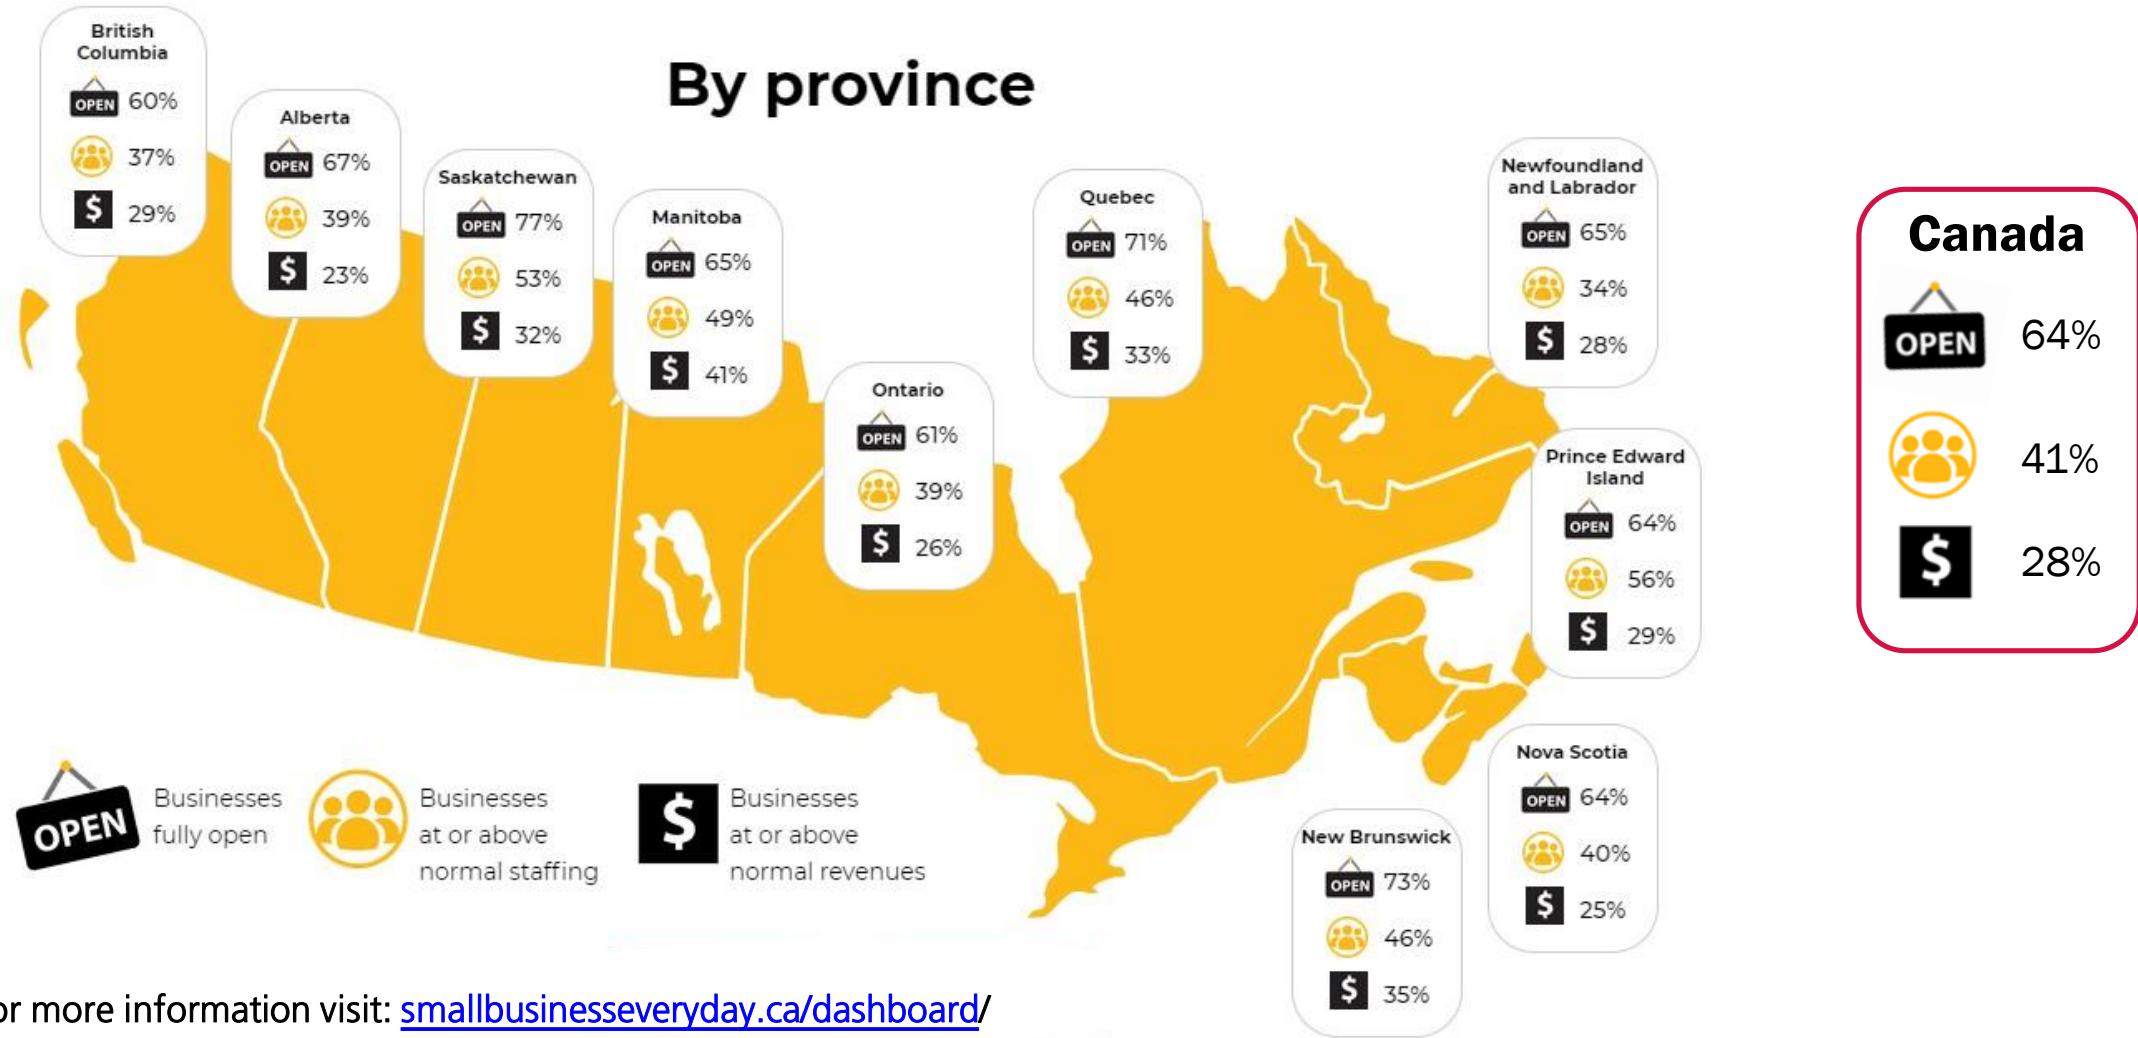 By province
British
Columbia
OPEN 60%
37%
$ 29%
Alberta
OPEN 67%
39%
$ 23%
Saskatchewan
OPEN 77%
53%
$ 32%
Manitoba
OPEN 65%
49%
$ 41%
Ontario
OPEN 61%
39%
$ 26%
Quebec
OPEN 71%
46%
$ 33%
Newfoundland
and Labrador
OPEN 65%
34%
$ 28%
Prince Edward
Island
OPEN 64%
56%
$ 29%
Nova Scotia
OPEN 64%
40%
$ 25%
New Brunswick
OPEN 73%
46%
$ 35%
Canada
OPEN 64%
41%
$ 28%
OPEN
Businesses
fully open
Businesses
at or above
normal staffing
$
Businesses
at or above
normal revenues
or more information visit: smallbusinesseveryday.ca/dashboard/